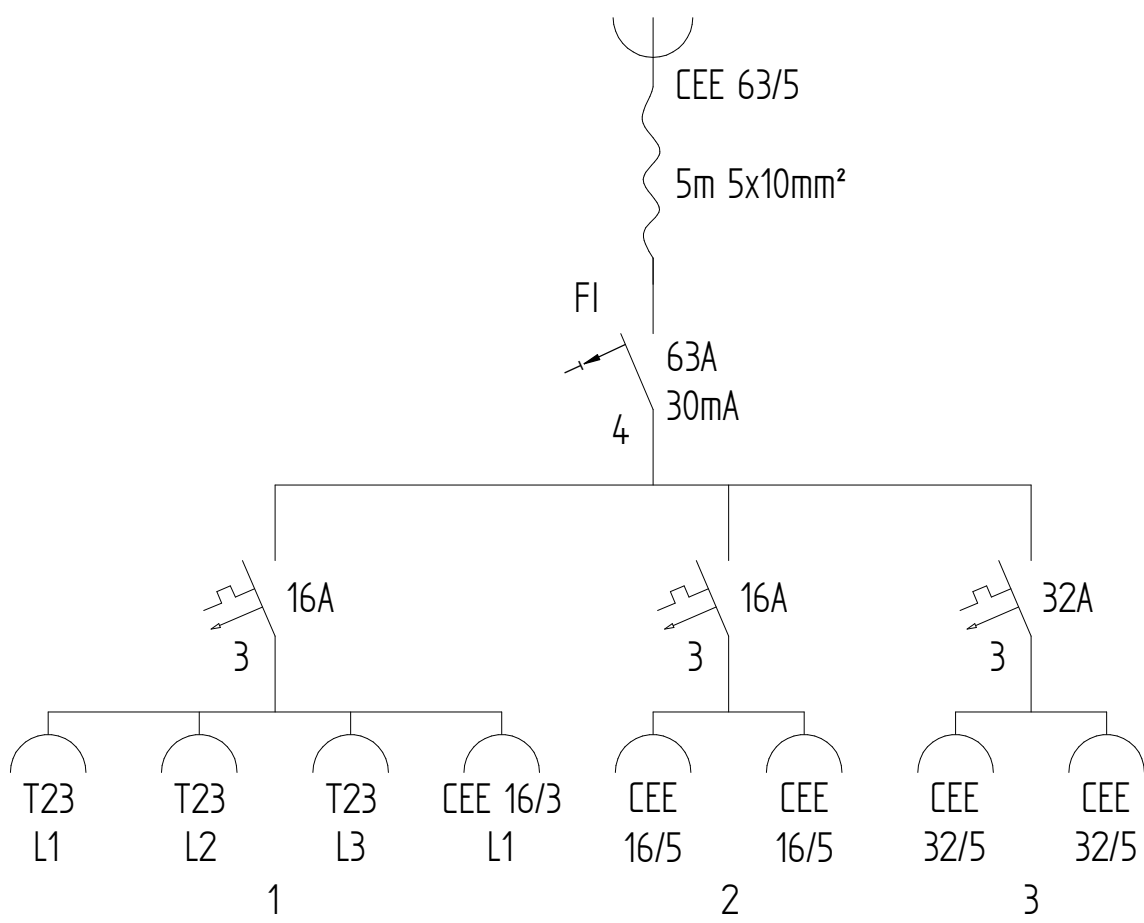 CEE 63/5
5m 5x10mm²
FI
63A
30mA
4
16A
3
16A
3
32A
3
T23
L1
T23
L2
T23
L3
CEE 16/3
L1
CEE
16/5
CEE
16/5
CEE
32/5
CEE
32/5
1
2
3